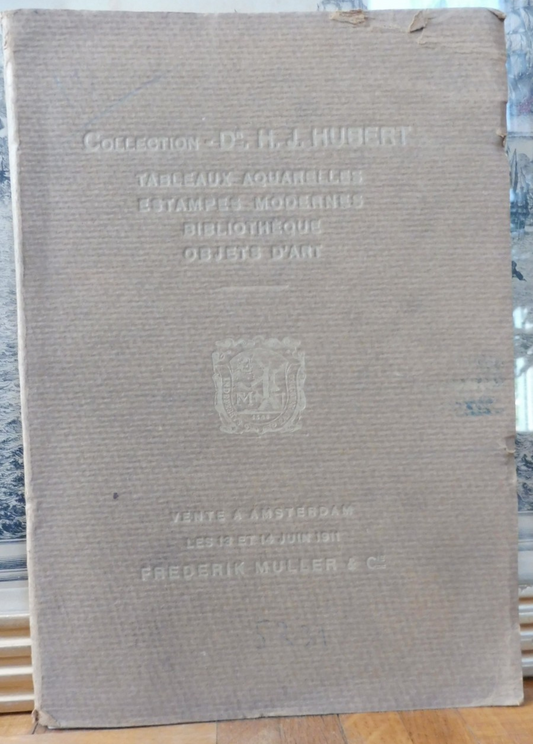 COLLECTION - DR. H. J. HUBERT
TABLEAUX AQUARELLES
ESTAMPES MODERNES
BIBLIOTHÈQUE
OBJETS D'ART
VENTE A AMSTERDAM
LES 13 ET 14 JUIN 1911
FREDERIK MULLER & Co